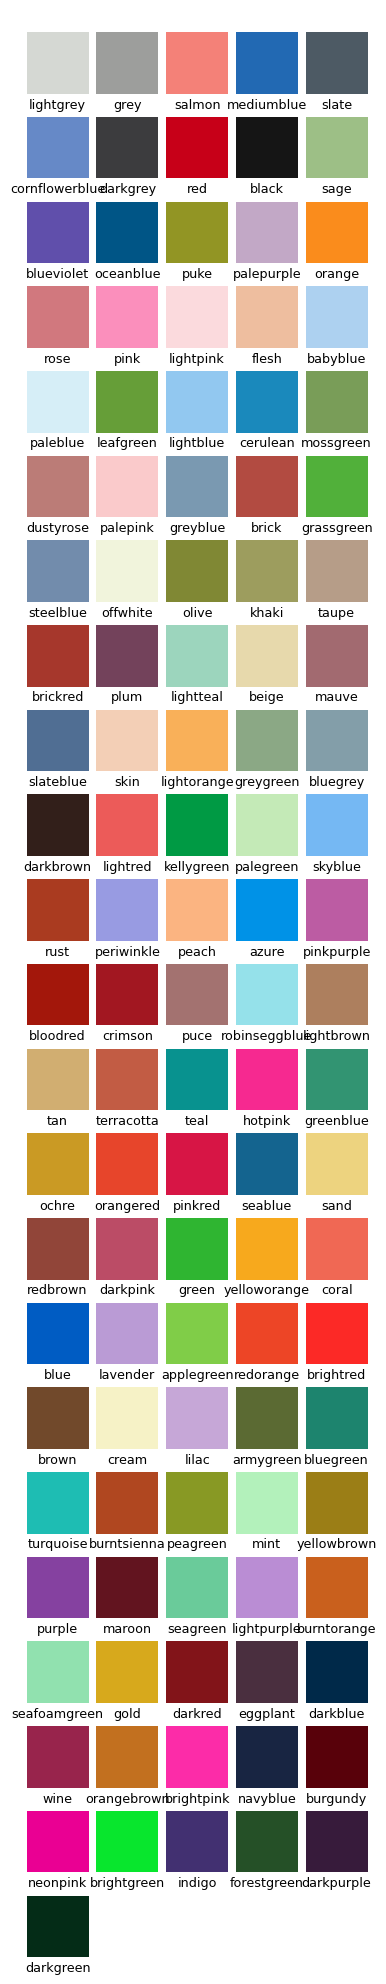 lightgrey grey salmon mediumblue slate
cornflowerblue darkgrey red black sage
blueviolet oceanblue puke palepurple orange
rose pink lightpink flesh babyblue
paleblue leafgreen lightblue cerulean mossgreen
dustyrose palepink greyblue brick grassgreen
steelblue offwhite olive khaki taupe
brickred plum lightteal beige mauve
slateblue skin lightorange greygreen bluegrey
darkbrown lightred kellygreen palegreen skyblue
rust periwinkle peach azure pinkpurple
bloodred crimson puce robinseggblue lightbrown
tan terracotta teal hotpink greenblue
ochre orangered pinkred seablue sand
redbrown darkpink green yelloworange coral
blue lavender applegreen redorange brightred
brown cream lilac armygreen bluegreen
turquoise burntsienna peagreen mint yellowbrown
purple maroon seagreen lightpurple burntorange
seafoamgreen gold darkred eggplant darkblue
wine orangebrown brightpink navyblue burgundy
neonpink brightgreen indigo forestgreen darkpurple
darkgreen